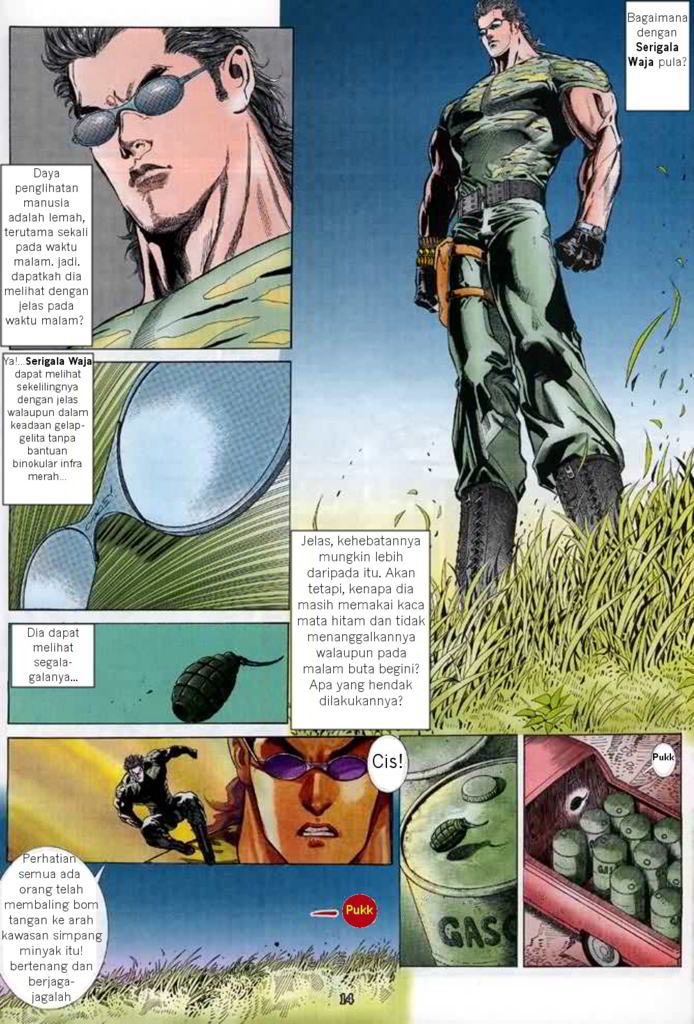 Bagaimana
dengan
Serigala
Waja pula?
Daya
penglihatan
manusia
adalah lemah,
terutama sekali
pada waktu
malam. jadi.
dapatkah dia
melihat dengan
jelas pada
waktu malam?
Ya!...Serigala Waja
dapat melihat
sekelilingnya
dengan jelas
walaupun dalam
keadaan gelap-
gelita tanpa
bantuan
binokular infra
merah...
Jelas, kehebatannya
mungkin lebih
daripada itu. Akan
tetapi, kenapa dia
masih memakai kaca
mata hitam dan tidak
menanggalkannya
walaupun pada
malam buta begini?
Apa yang hendak
dilakukannya?
Dia dapat
melihat
segala-
galanya...
Cis!
Pukk
GAS
GAS
Perhatian
semua ada
orang telah
membaling bom
tangan ke arah
kawasan simpang
minyak itu!
bertenang dan
berjaga-
jagalah
Pukk
14